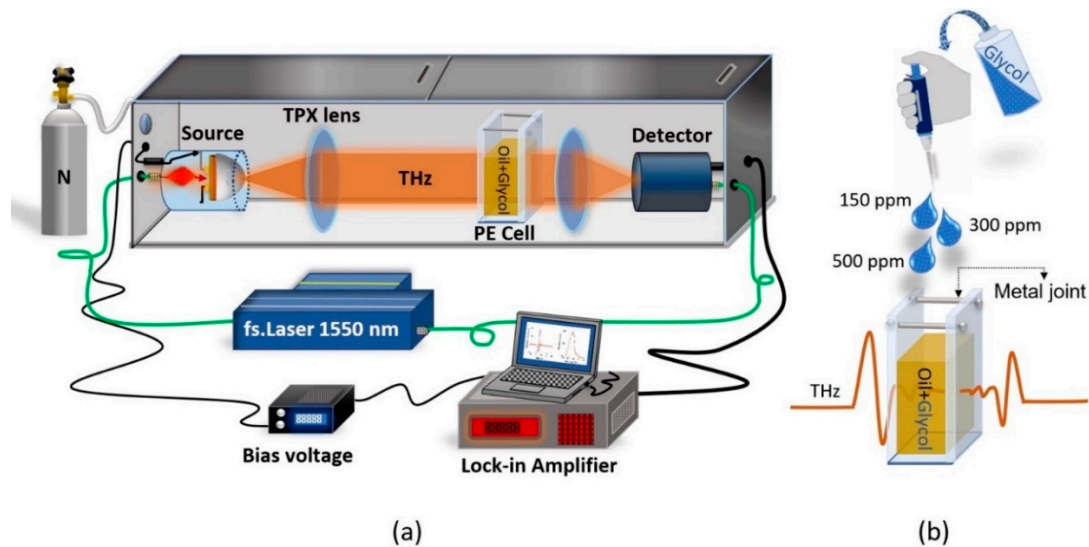 TPX lens
Source
Detector
N
THz
Oil+Glycol
PE Cell
fs.Laser 1550 nm
Bias voltage
Lock-in Amplifier
(a)
Glycol
150 ppm
300 ppm
500 ppm
Metal joint
THz
Oil+Glycol
(b)